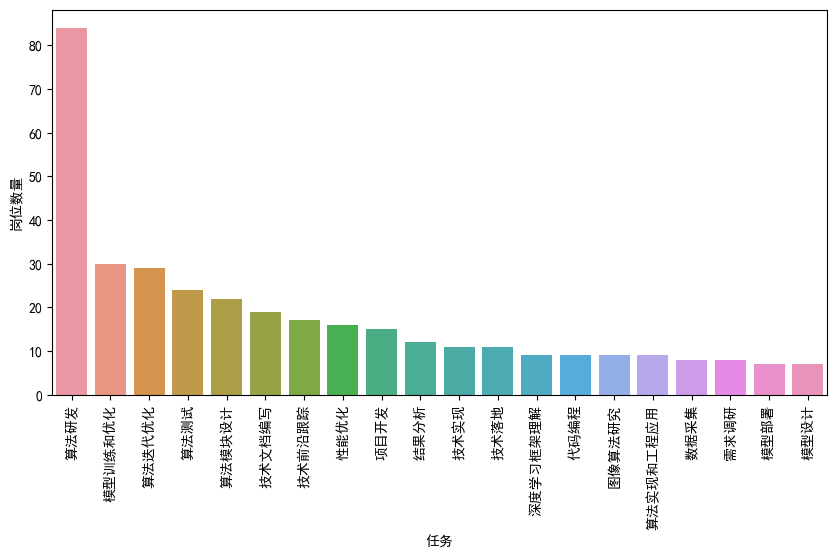 岗位数量
80
70
60
50
40
30
20
10
0
算法研发
模型训练和优化
算法迭代优化
算法测试
算法模块设计
技术文档编写
技术前沿跟踪
性能优化
项目开发
结果分析
技术实现
技术落地
深度学习框架理解
代码编程
图像算法研究
算法实现和工程应用
数据采集
需求调研
模型部署
模型设计
任务